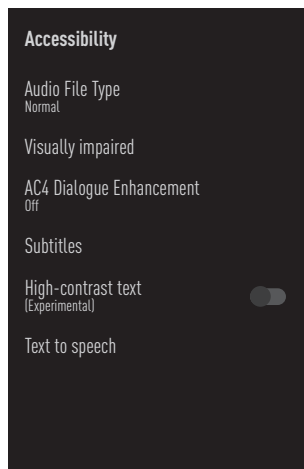 Accessibility
Audio File Type
Normal
Visually impaired
AC4 Dialogue Enhancement
Off
Subtitles
High-contrast text
(Experimental)
Text to speech